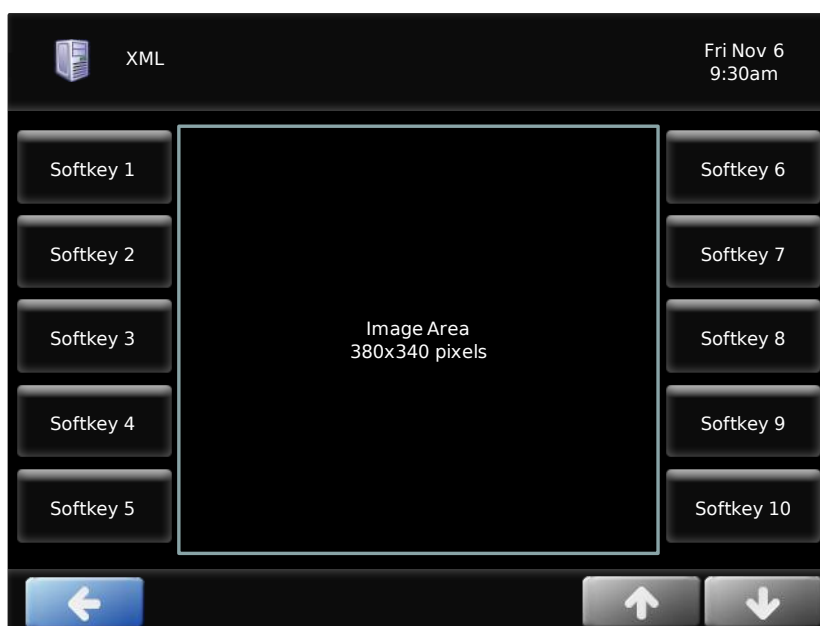 XML
Fri Nov 6
9:30am
Softkey 1
Softkey 2
Softkey 3
Softkey 4
Softkey 5
Image Area
380x340 pixels
Softkey 6
Softkey 7
Softkey 8
Softkey 9
Softkey 10